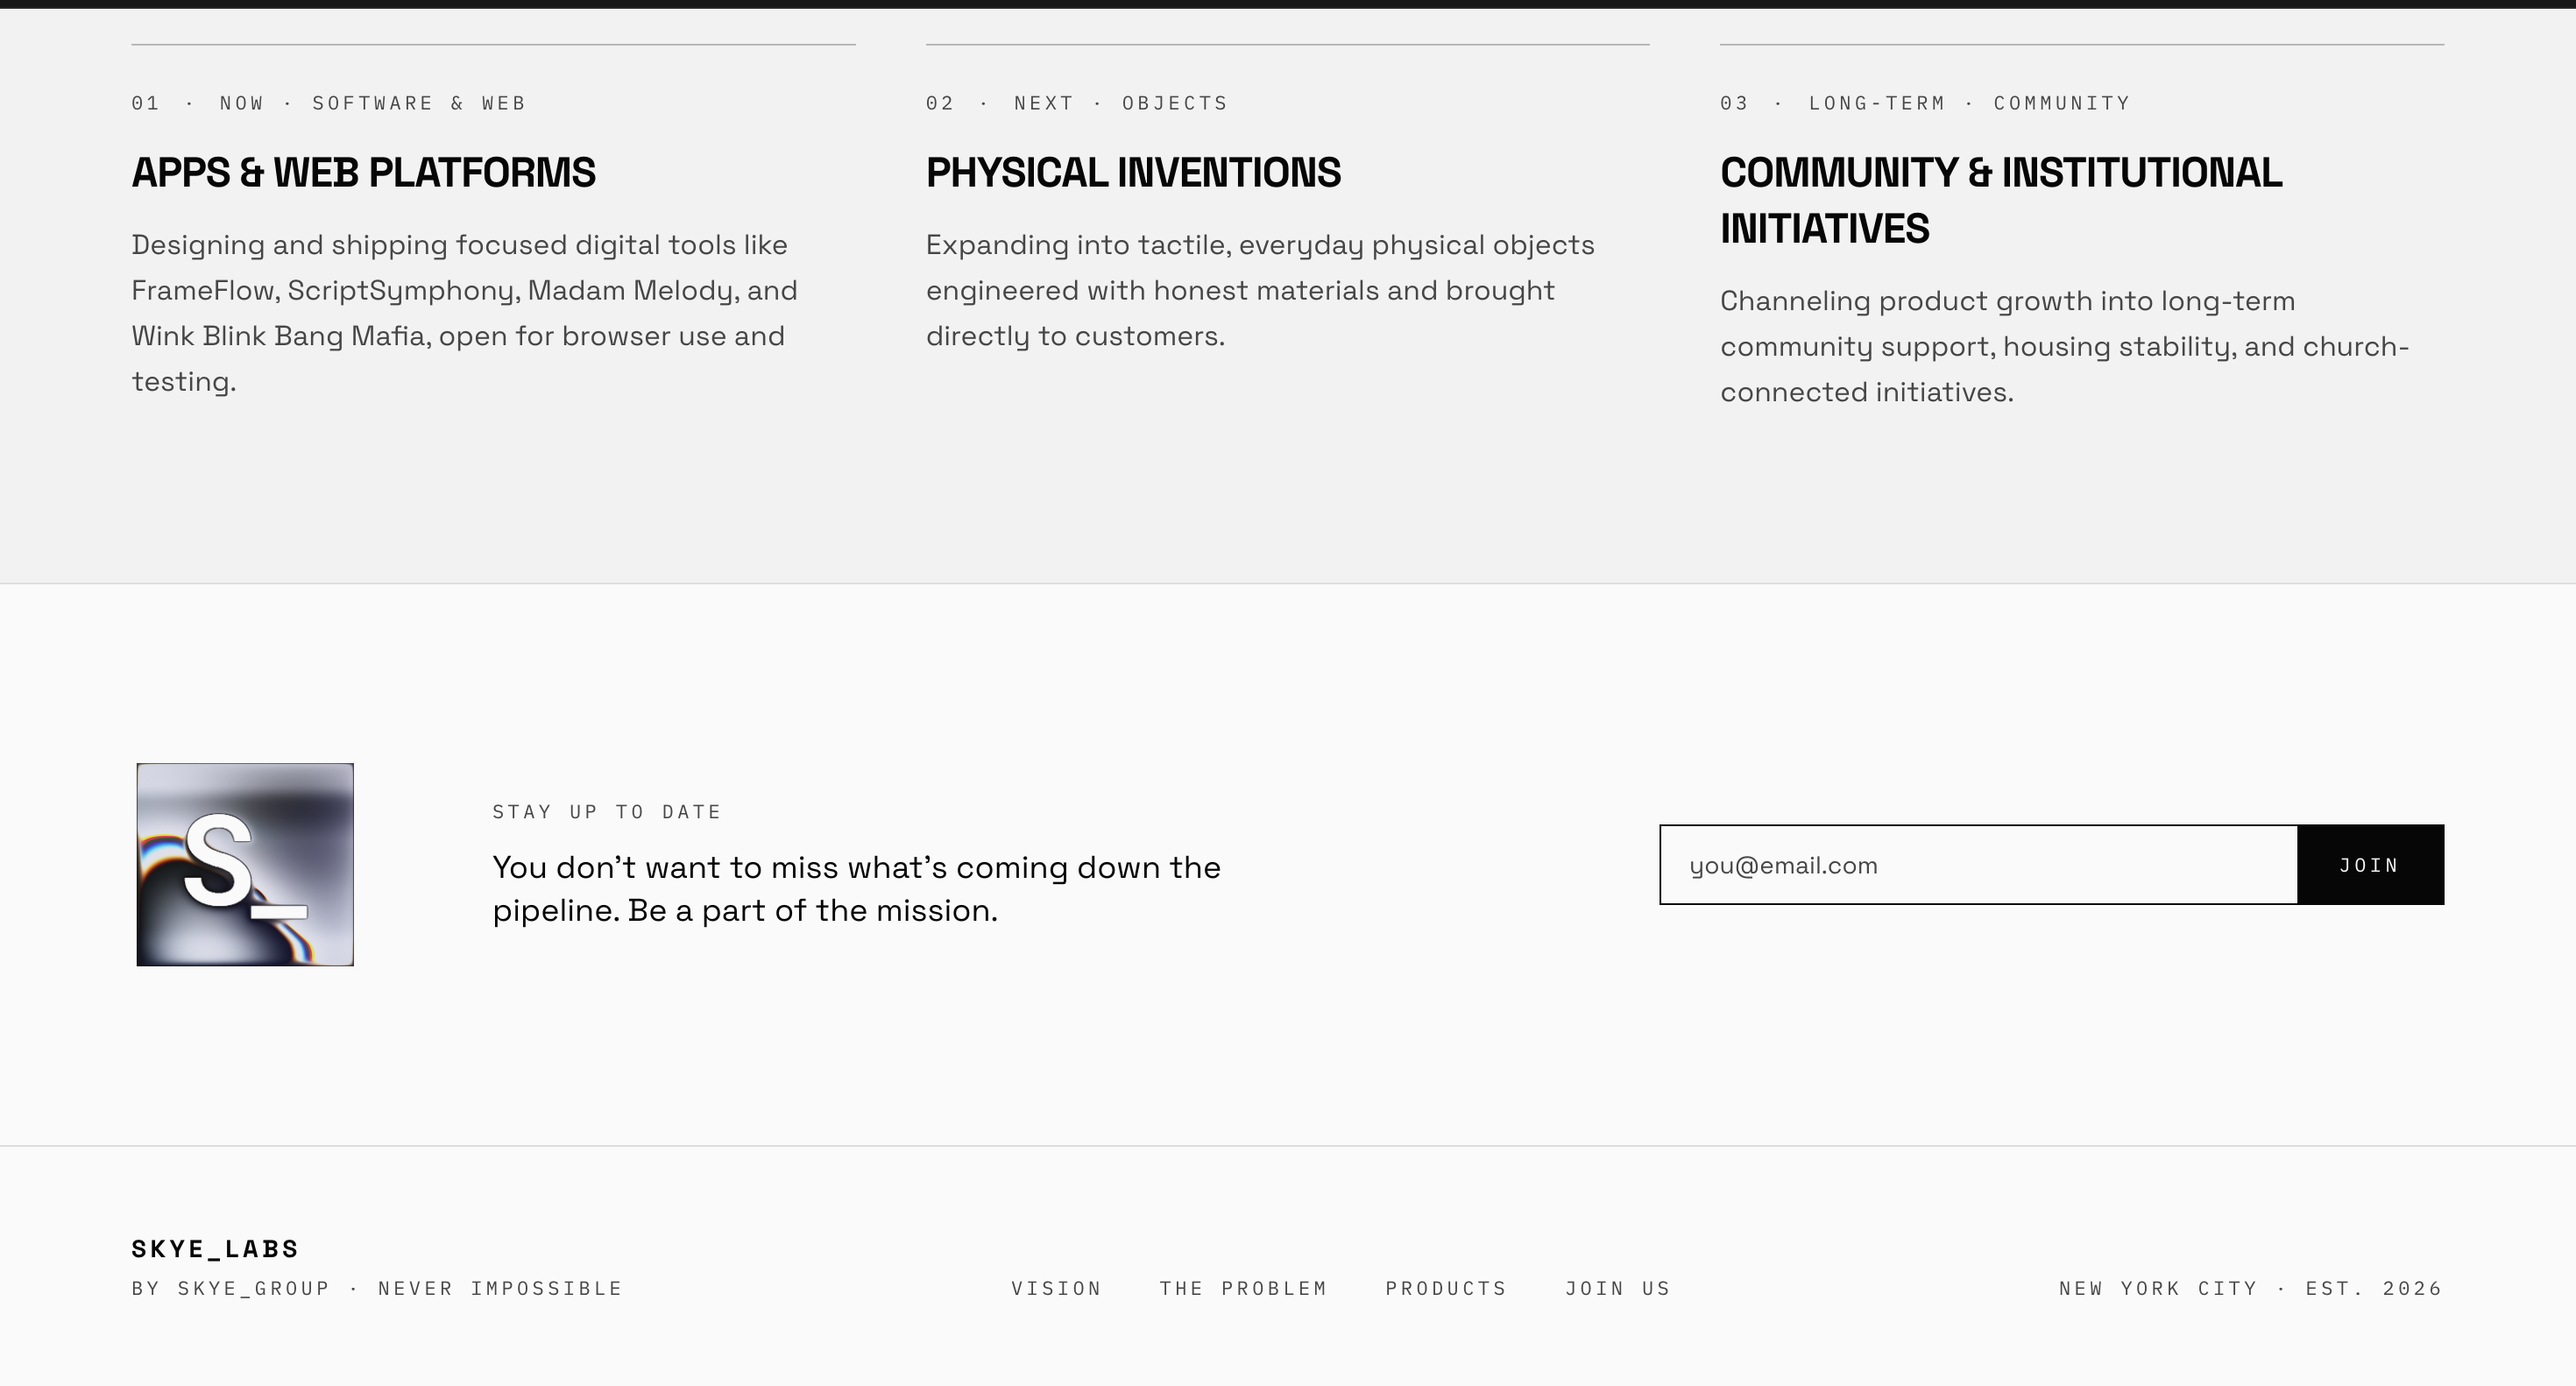 01 · NOW · SOFTWARE & WEB
APPS & WEB PLATFORMS
Designing and shipping focused digital tools like
FrameFlow, ScriptSymphony, Madam Melody, and
Wink Blink Bang Mafia, open for browser use and
testing.
02 · NEXT · OBJECTS
PHYSICAL INVENTIONS
Expanding into tactile, everyday physical objects
engineered with honest materials and brought
directly to customers.
03 · LONG-TERM · COMMUNITY
COMMUNITY & INSTITUTIONAL
INITIATIVES
Channeling product growth into long-term
community support, housing stability, and church-
connected initiatives.
S_
STAY UP TO DATE
You don’t want to miss what’s coming down the
pipeline. Be a part of the mission.
you@email.com
JOIN
SKYE_LABS
BY SKYE_GROUP · NEVER IMPOSSIBLE
VISION THE PROBLEM PRODUCTS JOIN US
NEW YORK CITY · EST. 2026